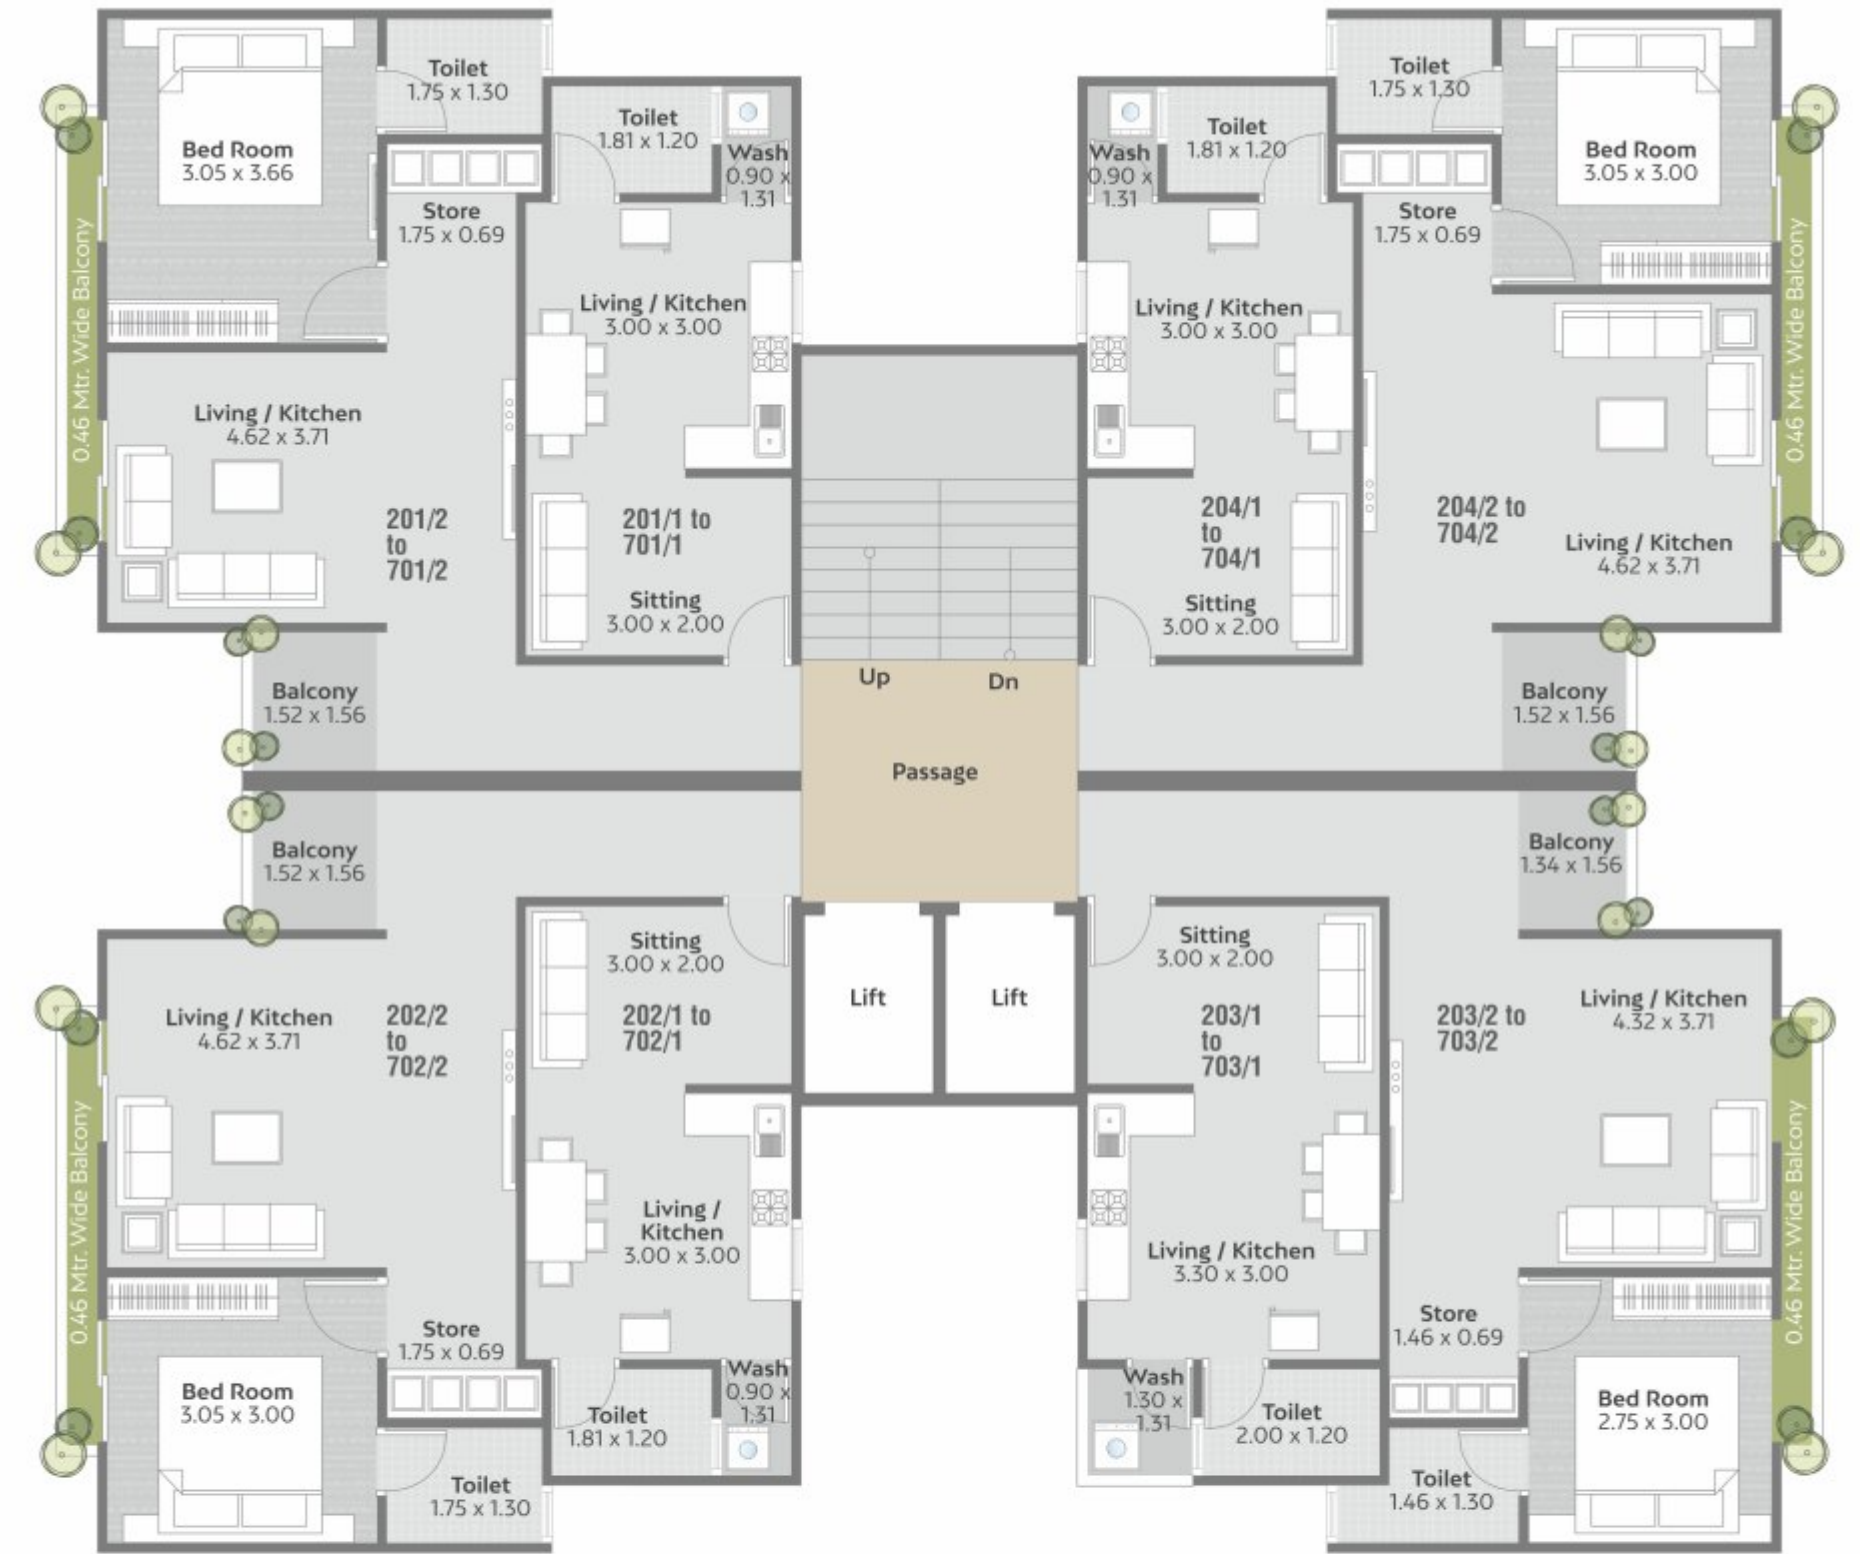 Bed Room
3.05 x 3.66
Toilet
1.75 x 1.30
Toilet
1.81 x 1.20
Wash
0.90 x
1.31
Store
1.75 x 0.69
Living / Kitchen
3.00 x 3.00
Living / Kitchen
4.62 x 3.71
0.46 Mtr. Wide Balcony
201/2
to
701/2
201/1 to
701/1
Sitting
3.00 x 2.00
Balcony
1.52 x 1.56
Wash
0.90 x
1.31
Toilet
1.81 x 1.20
Toilet
1.75 x 1.30
Bed Room
3.05 x 3.00
Store
1.75 x 0.69
Living / Kitchen
3.00 x 3.00
0.46 Mtr. Wide Balcony
204/1
to
704/1
204/2 to
704/2
Living / Kitchen
4.62 x 3.71
Sitting
3.00 x 2.00
Balcony
1.52 x 1.56
Up
Dn
Passage
Lift
Lift
Balcony
1.52 x 1.56
Sitting
3.00 x 2.00
Living / Kitchen
4.62 x 3.71
202/2
to
702/2
202/1 to
702/1
0.46 Mtr. Wide Balcony
Living /
Kitchen
3.00 x 3.00
Store
1.75 x 0.69
Bed Room
3.05 x 3.00
Wash
0.90 x
1.31
Toilet
1.81 x 1.20
Toilet
1.75 x 1.30
Balcony
1.34 x 1.56
Sitting
3.00 x 2.00
203/1
to
703/1
203/2 to
703/2
Living / Kitchen
4.32 x 3.71
0.46 Mtr. Wide Balcony
Living / Kitchen
3.30 x 3.00
Store
1.46 x 0.69
Wash
1.30 x
1.31
Toilet
2.00 x 1.20
Bed Room
2.75 x 3.00
Toilet
1.46 x 1.30